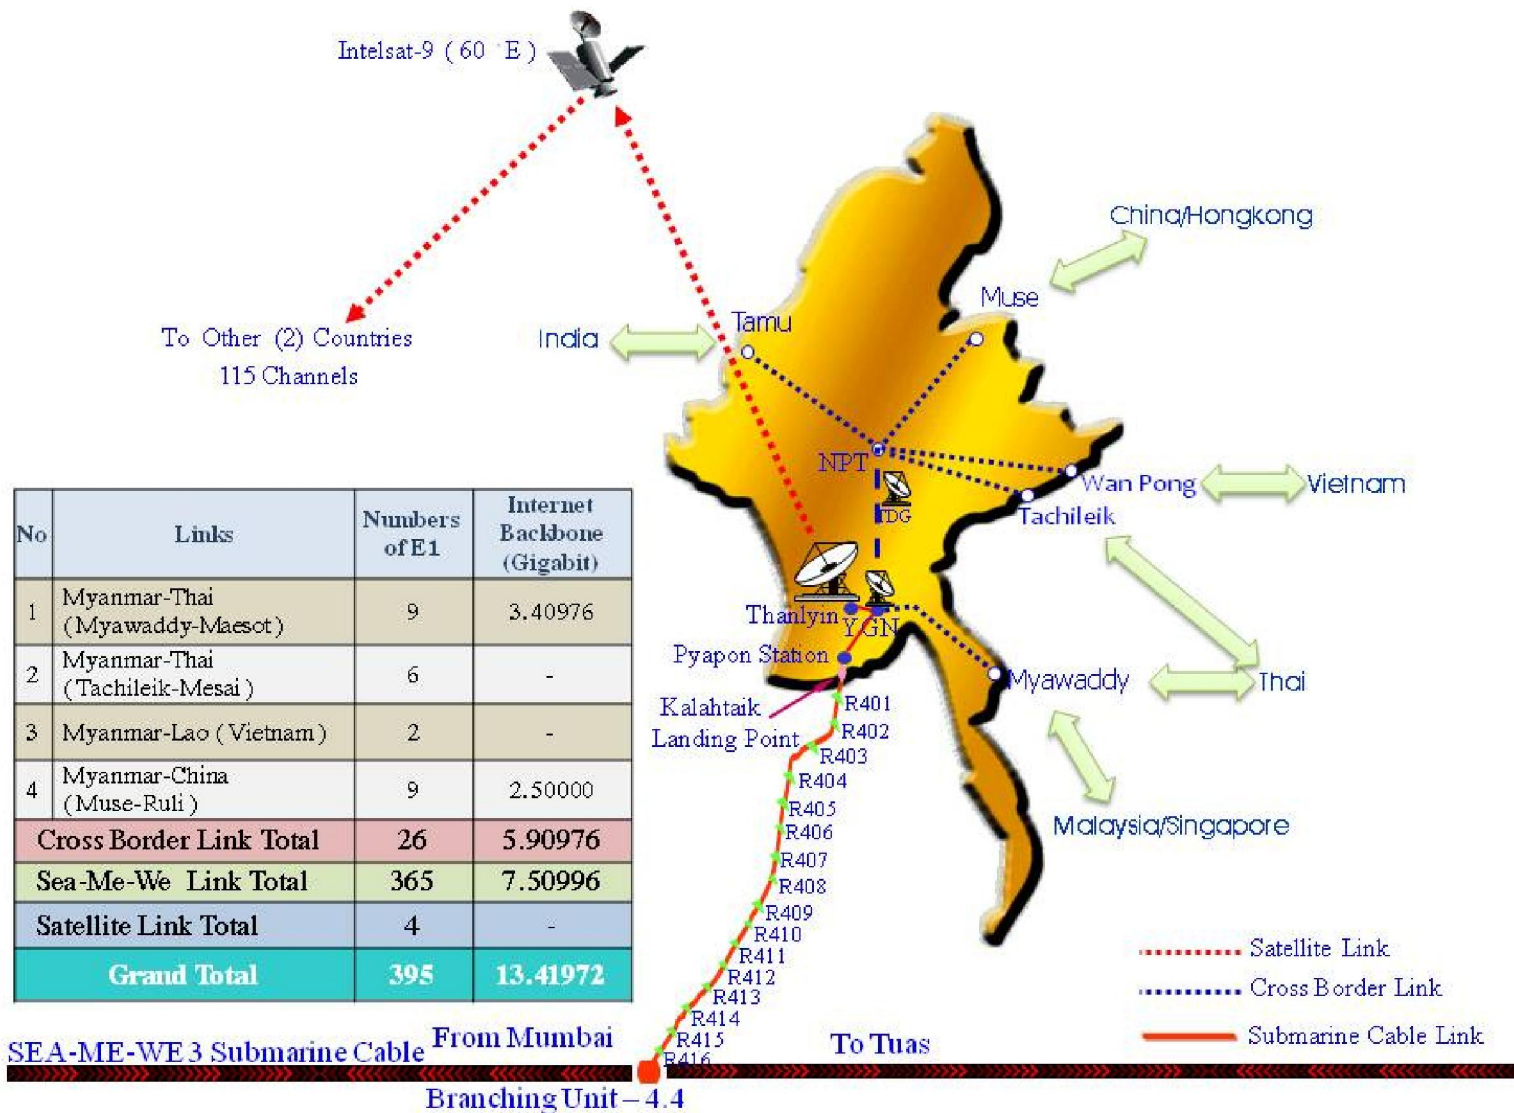 Intelsat-9 ( 60 °E )
China/Hongkong
Muse
Tamu
India
To Other (2) Countries
115 Channels
NPT
Wan Pong
Vietnam
Tachileik
TDG
Thanlyin
YGN
Pyapon Station
Myawaddy
Thai
Kalahtaik
Landing Point
R401
R402
R403
R404
R405
R406
R407
R408
R409
R410
R411
R412
R413
R414
R415
R416
Malaysia/Singapore
No Links Numbers of E1 Internet Backbone (Gigabit)
1 Myanmar-Thai (Myawaddy-Maesot) 9 3.40976
2 Myanmar-Thai (Tachileik-Mesai) 6 -
3 Myanmar-Lao (Vietnam) 2 -
4 Myanmar-China (Muse-Ruli) 9 2.50000
Cross Border Link Total 26 5.90976
Sea-Me-We Link Total 365 7.50996
Satellite Link Total 4 -
Grand Total 395 13.41972
Satellite Link
Cross Border Link
Submarine Cable Link
SEA-ME-WE 3 Submarine Cable
From Mumbai
To Tuas
Branching Unit – 4.4